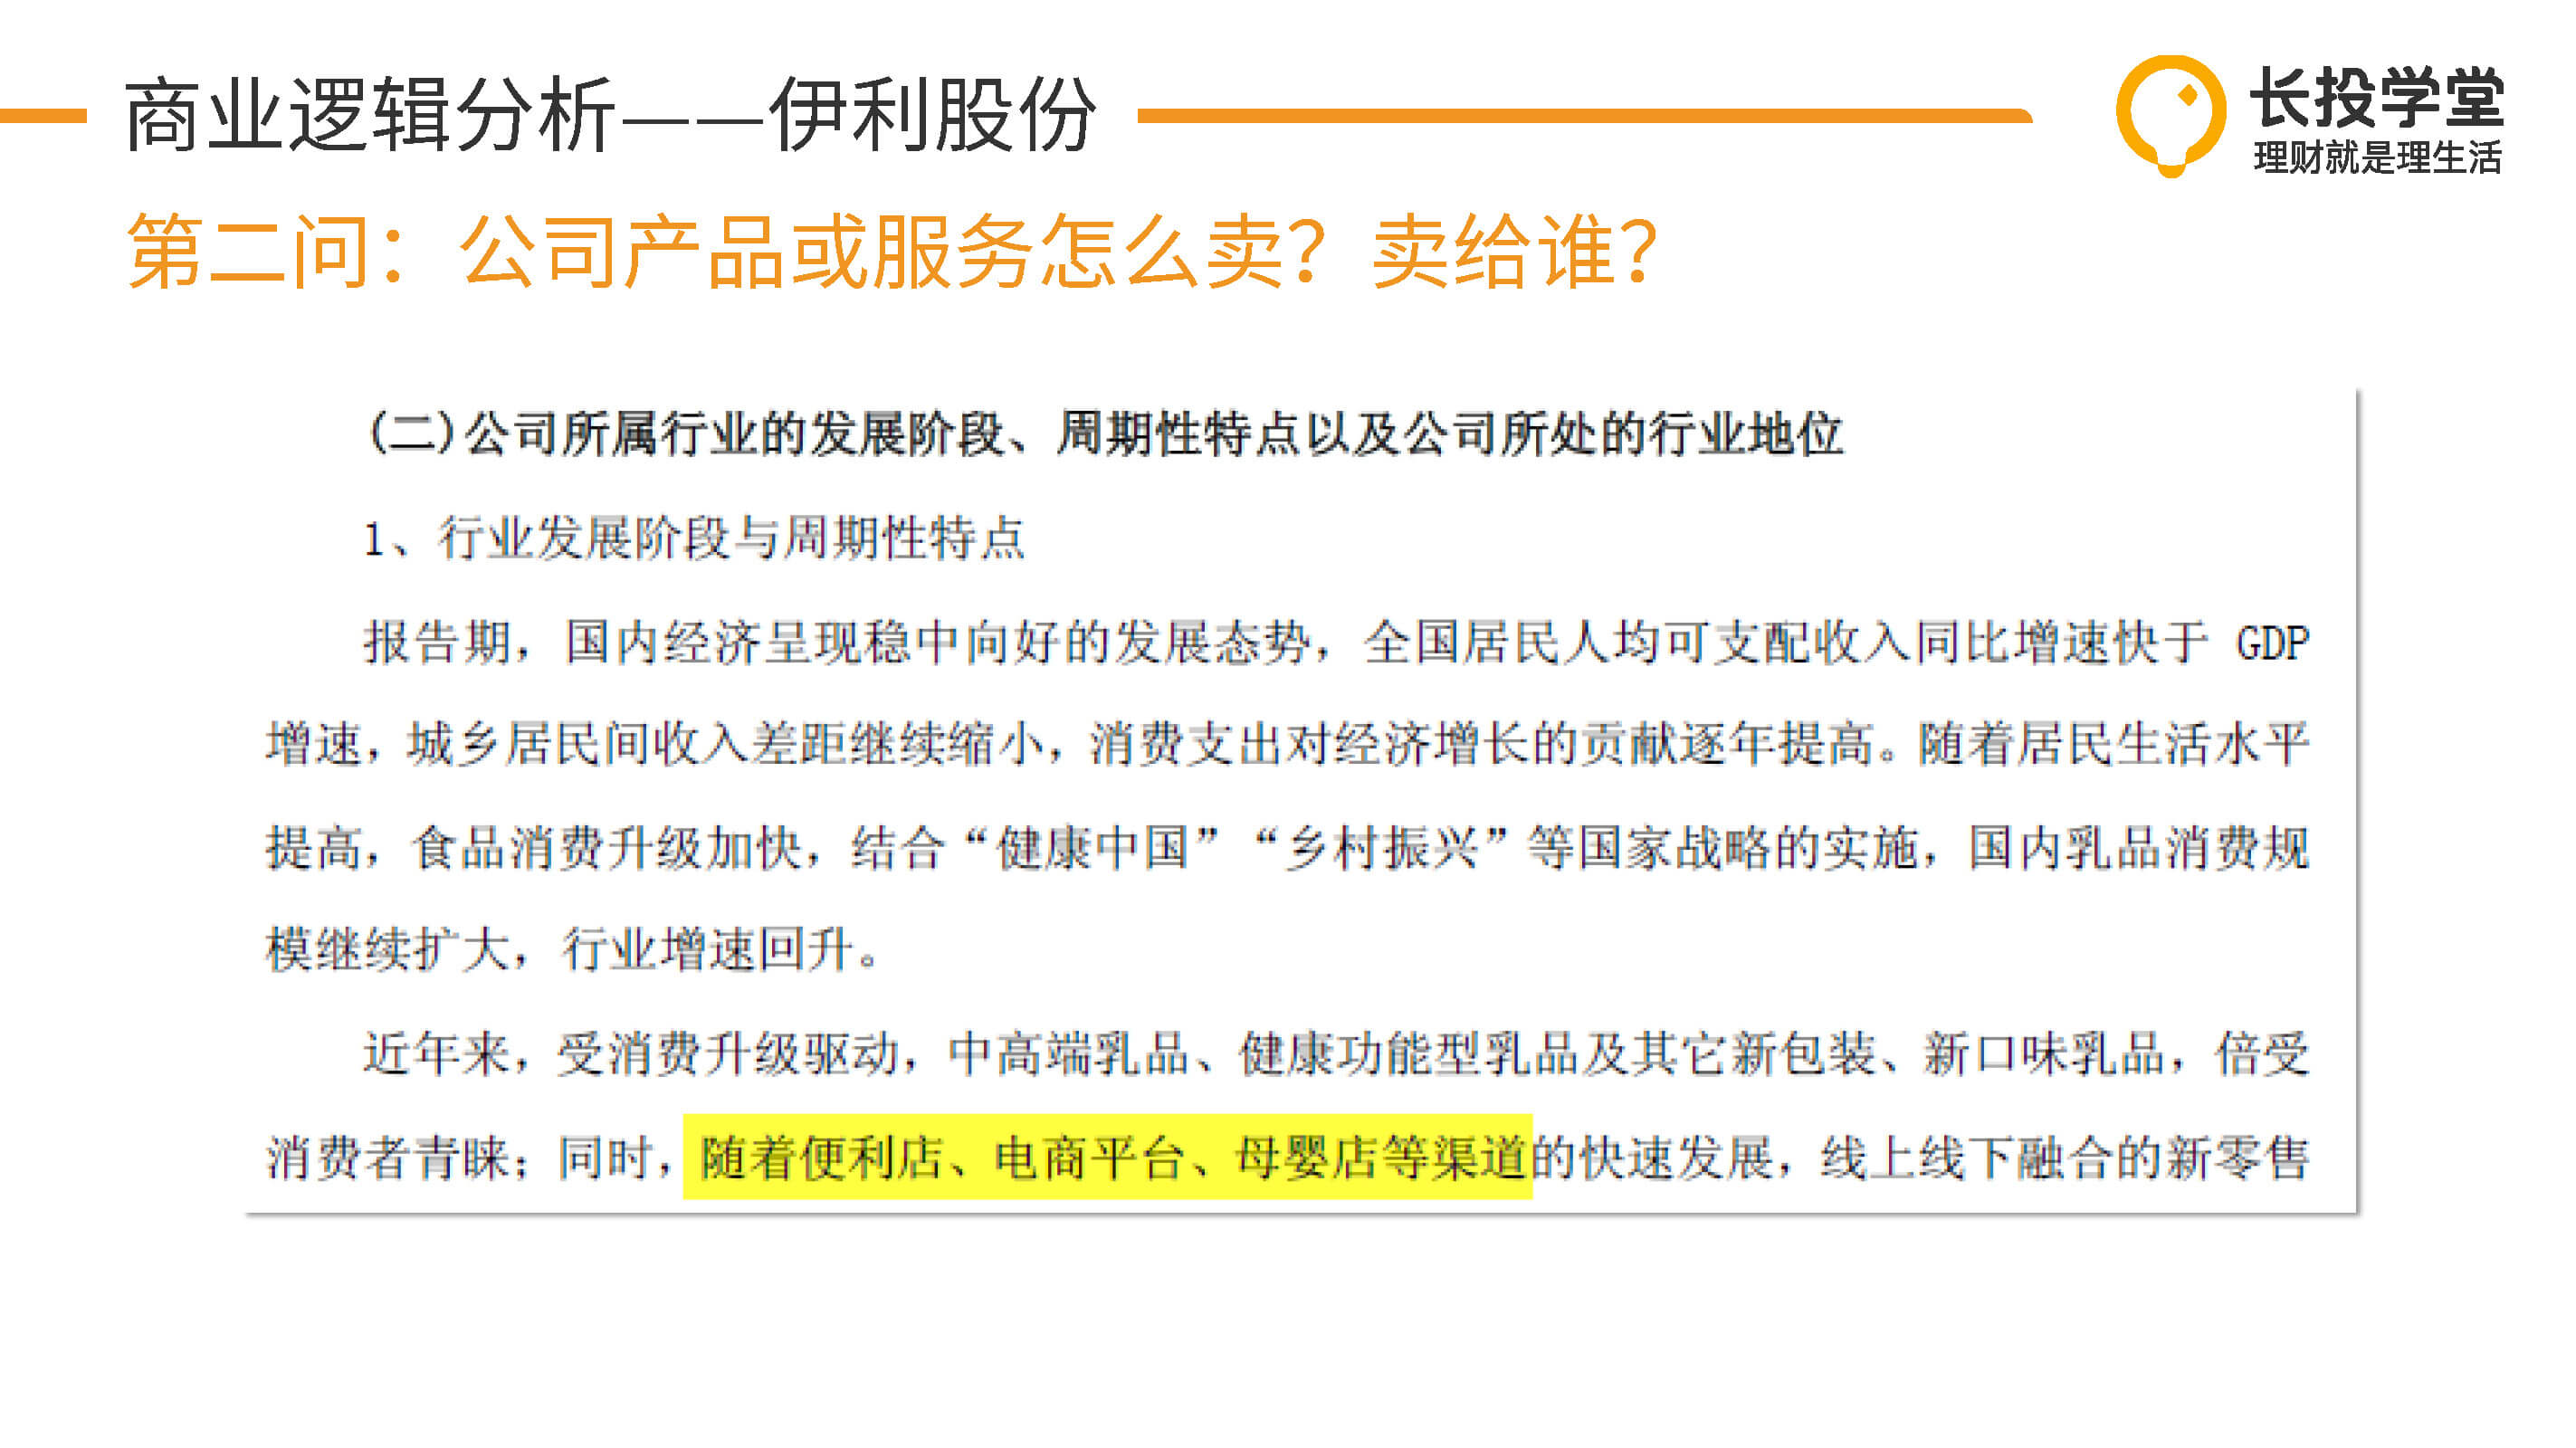 商业逻辑分析——伊利股份
长投学堂
理财就是理生活
第二问：公司产品或服务怎么卖？卖给谁？
(二)公司所属行业的发展阶段、周期性特点以及公司所处的行业地位
1、行业发展阶段与周期性特点
报告期，国内经济呈现稳中向好的发展态势，全国居民人均可支配收入同比增速快于 GDP
增速，城乡居民间收入差距继续缩小，消费支出对经济增长的贡献逐年提高。随着居民生活水平
提高，食品消费升级加快，结合“健康中国”“乡村振兴”等国家战略的实施，国内乳品消费规
模继续扩大，行业增速回升。
近年来，受消费升级驱动，中高端乳品、健康功能型乳品及其它新包装、新口味乳品，倍受
消费者青睐；同时，随着便利店、电商平台、母婴店等渠道的快速发展，线上线下融合的新零售